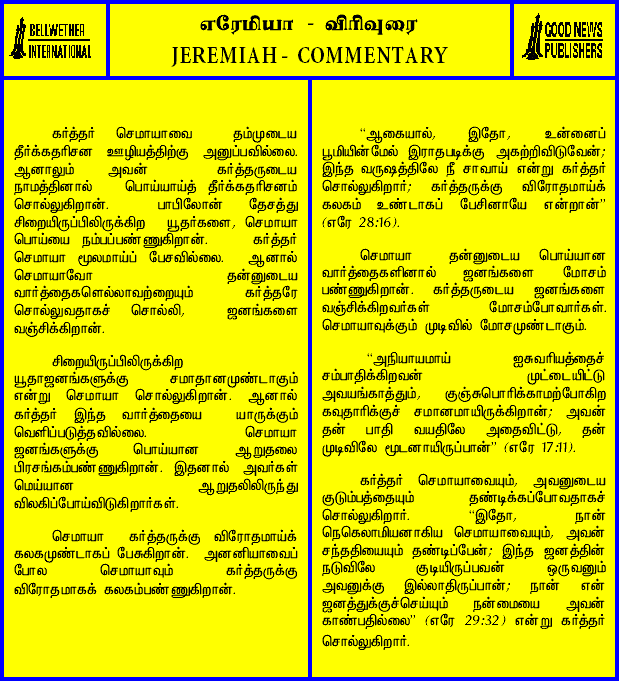 BELLWETHER
INTERNATIONAL
எரேமியா - விரிவுரை
JEREMIAH - COMMENTARY
GOOD NEWS
PUBLISHERS
கர்த்தர் செமாயாவை தம்முடைய
தீர்க்கதரிசன ஊழியத்திற்கு அனுப்பவில்லை.
ஆனாலும் அவன் கர்த்தருடைய
நாமத்தினால் பொய்யாய்த் தீர்க்கதரிசனம்
சொல்லுகிறான். பாபிலோன் தேசத்து
சிறையிருப்பிலிருக்கிற யூதர்களை, செமாயா
பொய்யை நம்பப்பண்ணுகிறான். கர்த்தர்
செமாயா மூலமாய்ப் பேசவில்லை. ஆனால்
செமாயாவோ தன்னுடைய
வார்த்தைகளெல்லாவற்றையும் கர்த்தரே
சொல்லுவதாகச் சொல்லி, ஜனங்களை
வஞ்சிக்கிறான்.
சிறையிருப்பிலிருக்கிற
யூதாஜனங்களுக்கு சமாதானமுண்டாகும்
என்று செமாயா சொல்லுகிறான். ஆனால்
கர்த்தர் இந்த வார்த்தையை யாருக்கும்
வெளிப்படுத்தவில்லை. செமாயா
ஜனங்களுக்கு பொய்யான ஆறுதலை
பிரசங்கம்பண்ணுகிறான். இதனால் அவர்கள்
மெய்யான ஆறுதலிலிருந்து
விலகிப்போய்விடுகிறார்கள்.
செமாயா கர்த்தருக்கு விரோதமாய்க்
கலகமுண்டாகப் பேசுகிறான். அனனியாவைப்
போல செமாயாவும் கர்த்தருக்கு
விரோதமாகக் கலகம்பண்ணுகிறான்.
“ஆகையால், இதோ, உன்னைப்
பூமியின்மேல் இராதபடிக்கு அகற்றிவிடுவேன்;
இந்த வருஷத்திலே நீ சாவாய் என்று கர்த்தர்
சொல்லுகிறார்; கர்த்தருக்கு விரோதமாய்க்
கலகம் உண்டாகப் பேசினாயே என்றான்”
(எரே 28:16).
செமாயா தன்னுடைய பொய்யான
வார்த்தைகளினால் ஜனங்களை மோசம்
பண்ணுகிறான். கர்த்தருடைய ஜனங்களை
வஞ்சிக்கிறவர்கள் மோசம்போவார்கள்.
செமாயாவுக்கும் முடிவில் மோசமுண்டாகும்.
“அநியாயமாய் ஐசுவரியத்தைச்
சம்பாதிக்கிறவன் முட்டையிட்டு
அவயங்காத்தும், குஞ்சுபொரிக்காமற்போகிற
கவுதாரிக்குச் சமானமாயிருக்கிறான்; அவன்
தன் பாதி வயதிலே அதைவிட்டு, தன்
முடிவிலே மூடனாயிருப்பான்” (எரே 17:11).
கர்த்தர் செமாயாவையும், அவனுடைய
குடும்பத்தையும் தண்டிக்கப்போவதாகச்
சொல்லுகிறார். “இதோ, நான்
நெகெலாமியனாகிய செமாயாவையும், அவன்
சந்ததியையும் தண்டிப்பேன்; இந்த ஜனத்தின்
நடுவிலே குடியிருப்பவன் ஒருவனும்
அவனுக்கு இல்லாதிருப்பான்; நான் என்
ஜனத்துக்குச்செய்யும் நன்மையை அவன்
காண்பதில்லை” (எரே 29:32) என்று கர்த்தர்
சொல்லுகிறார்.